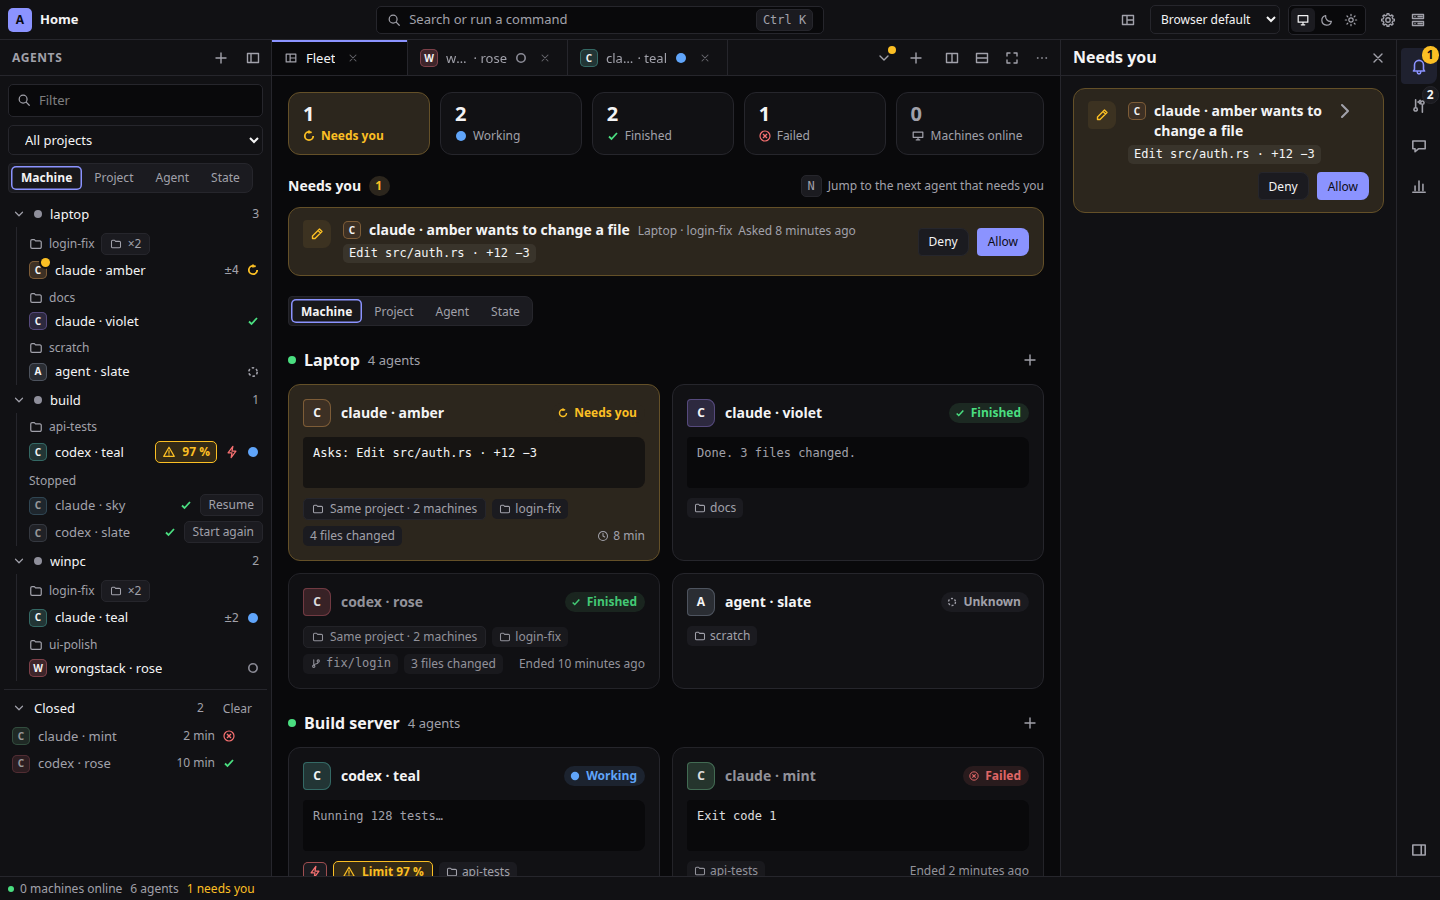 A Home
Search or run a command Ctrl K
Browser default
AGENTS
Filter
All projects
Machine Project Agent State
laptop 3
login-fix ×2
C claude · amber ±4
docs
C claude · violet
scratch
A agent · slate
build 1
api-tests
C codex · teal 97 %
Stopped
C claude · sky Resume
C codex · slate Start again
winpc 2
login-fix ×2
C claude · teal ±2
ui-polish
W wrongstack · rose
Closed 2 Clear
C claude · mint 2 min
C codex · rose 10 min
Fleet
W w... · rose
C cla... · teal
1
Needs you
2
Working
2
Finished
1
Failed
0
Machines online
Needs you 1
N Jump to the next agent that needs you
C claude · amber wants to change a file Laptop · login-fix Asked 8 minutes ago
Edit src/auth.rs · +12 −3
Deny Allow
Machine Project Agent State
Laptop 4 agents
C claude · amber Needs you
Asks: Edit src/auth.rs · +12 −3
Same project · 2 machines login-fix
4 files changed 8 min
C claude · violet Finished
Done. 3 files changed.
docs
C codex · rose Finished
Same project · 2 machines login-fix
fix/login 3 files changed Ended 10 minutes ago
A agent · slate Unknown
scratch
Build server 4 agents
C codex · teal Working
Running 128 tests…
Limit 97 % api-tests
C claude · mint Failed
Exit code 1
api-tests Ended 2 minutes ago
Needs you
C claude · amber wants to
change a file
Edit src/auth.rs · +12 −3
Deny Allow
1
2
0 machines online 6 agents 1 needs you